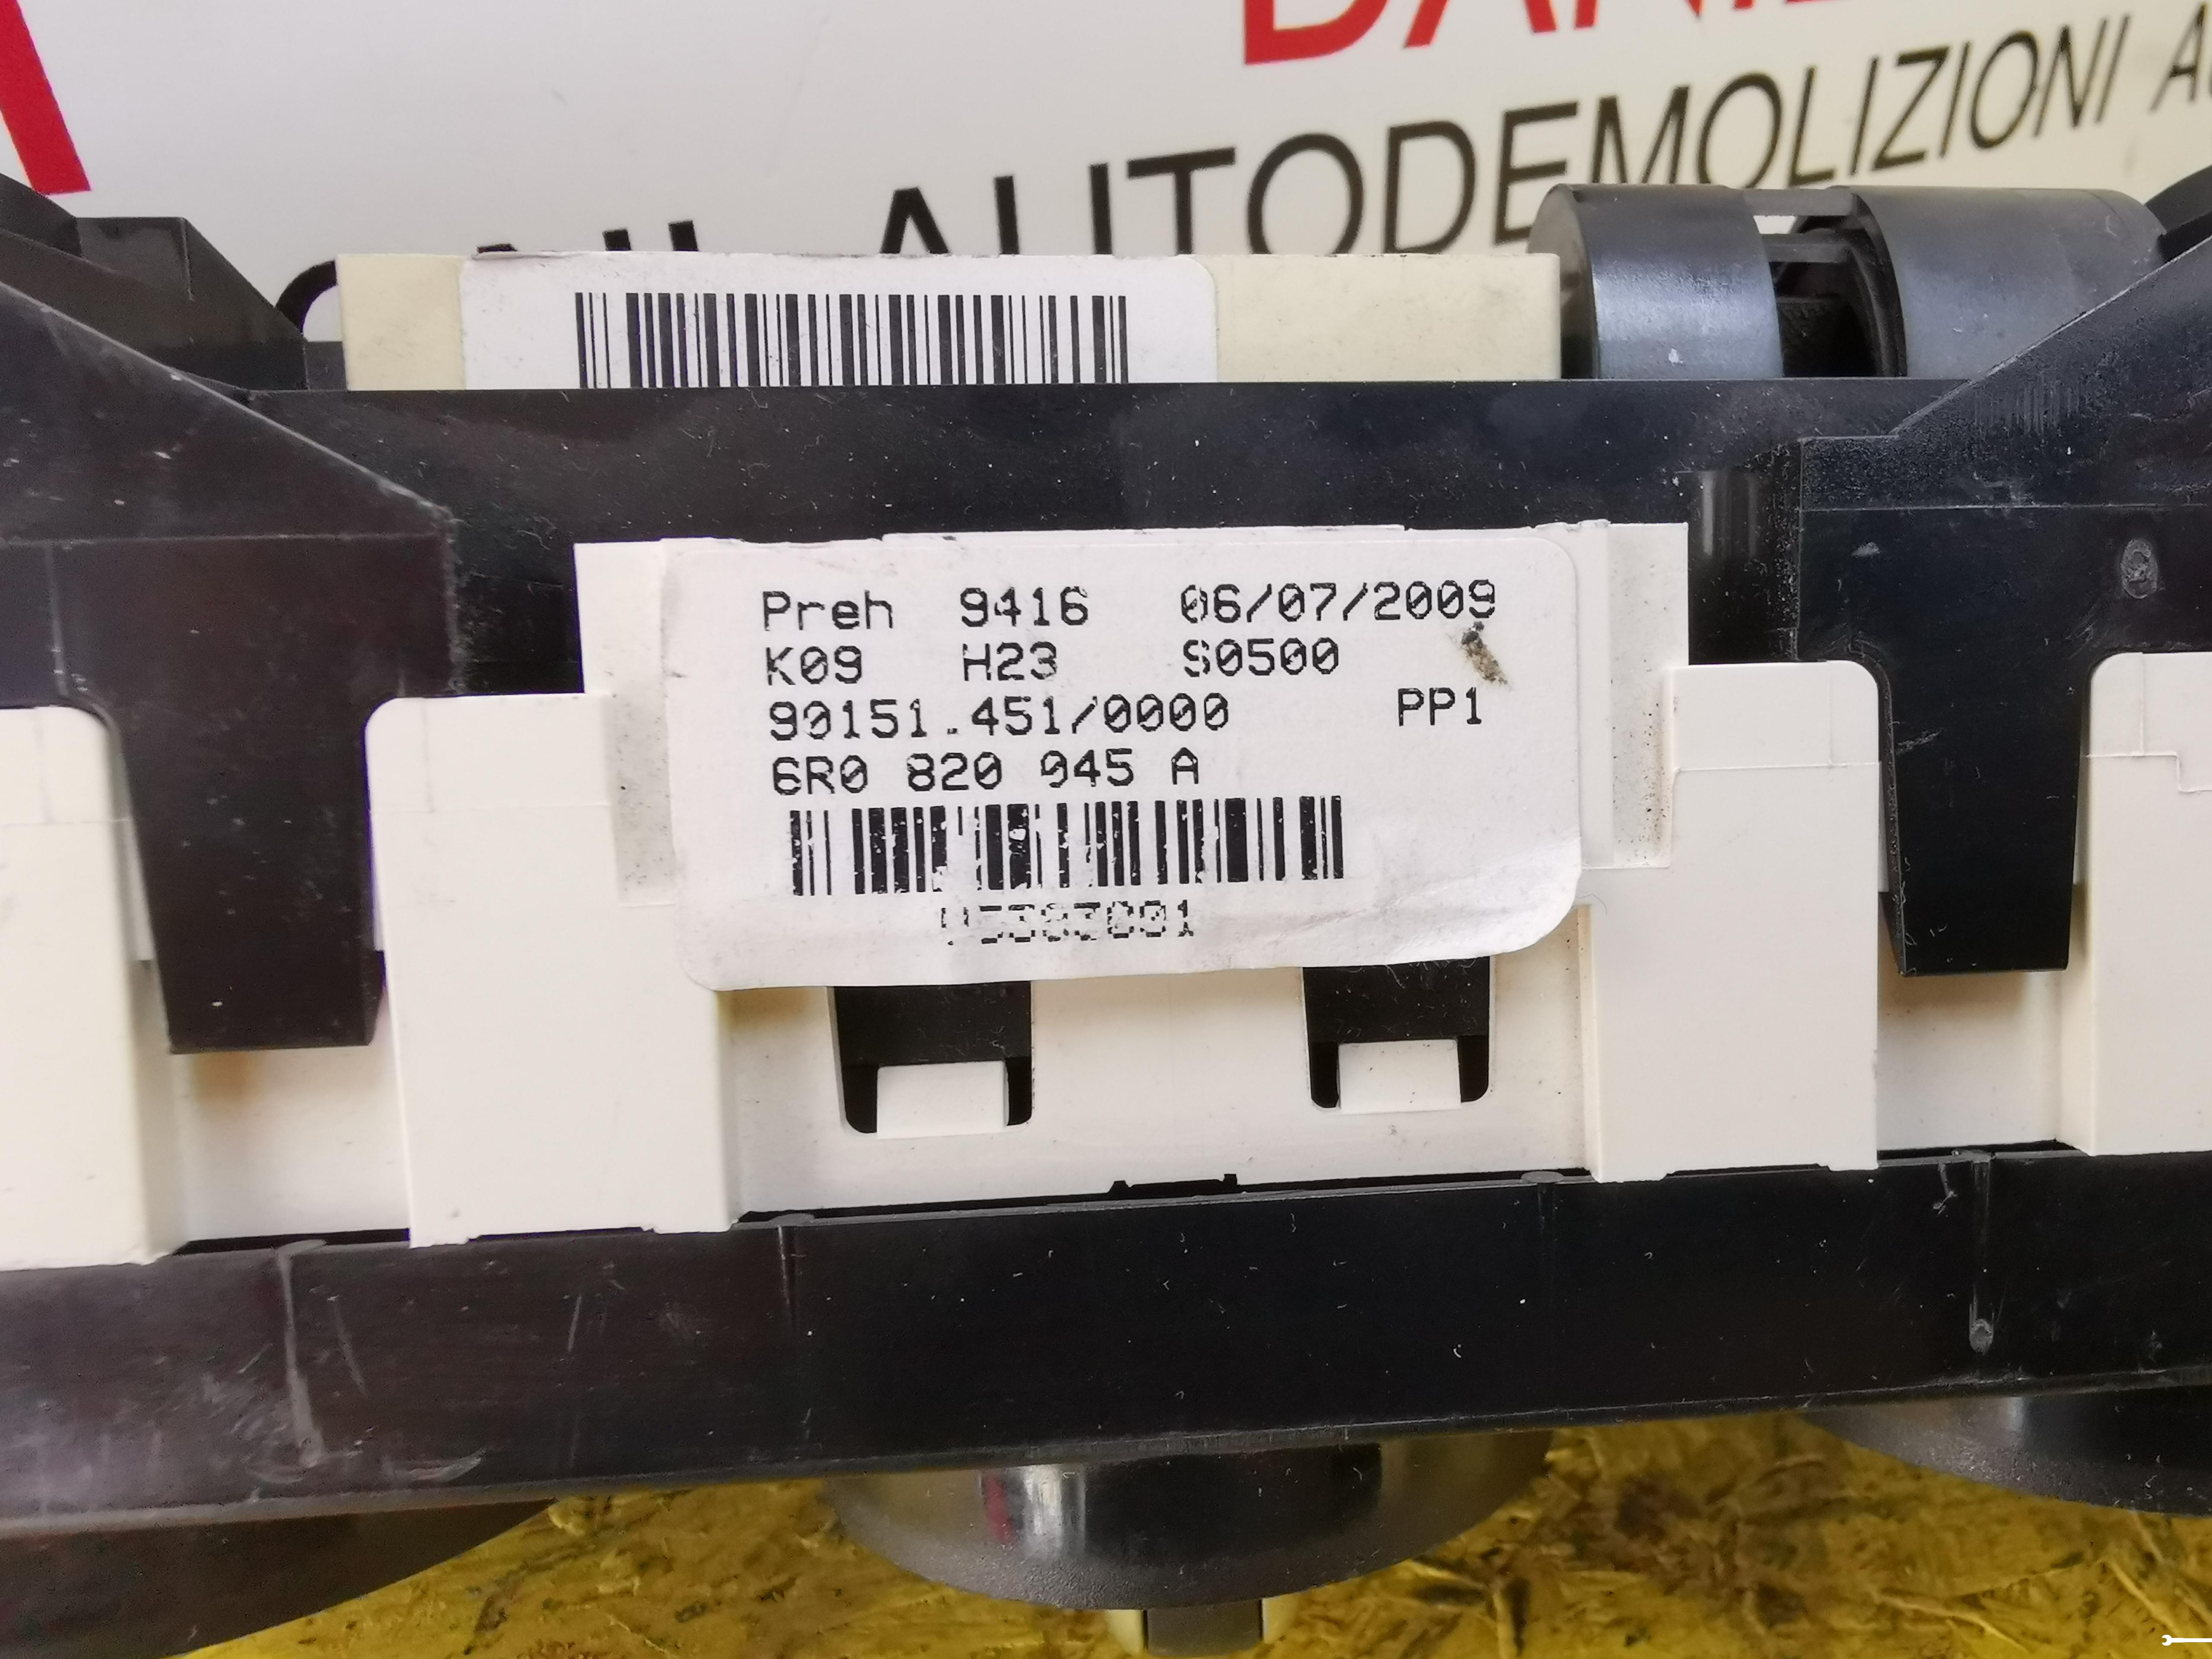 AUTODEMOLIZIONI
Preh 9416 06/07/2009
K09 H23 S0500
90151.451/0000 PP1
6R0 820 045 A